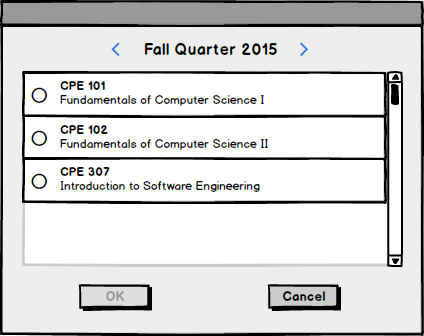 Fall Quarter 2015
CPE 101
Fundamentals of Computer Science I
CPE 102
Fundamentals of Computer Science II
CPE 307
Introduction to Software Engineering
OK
Cancel